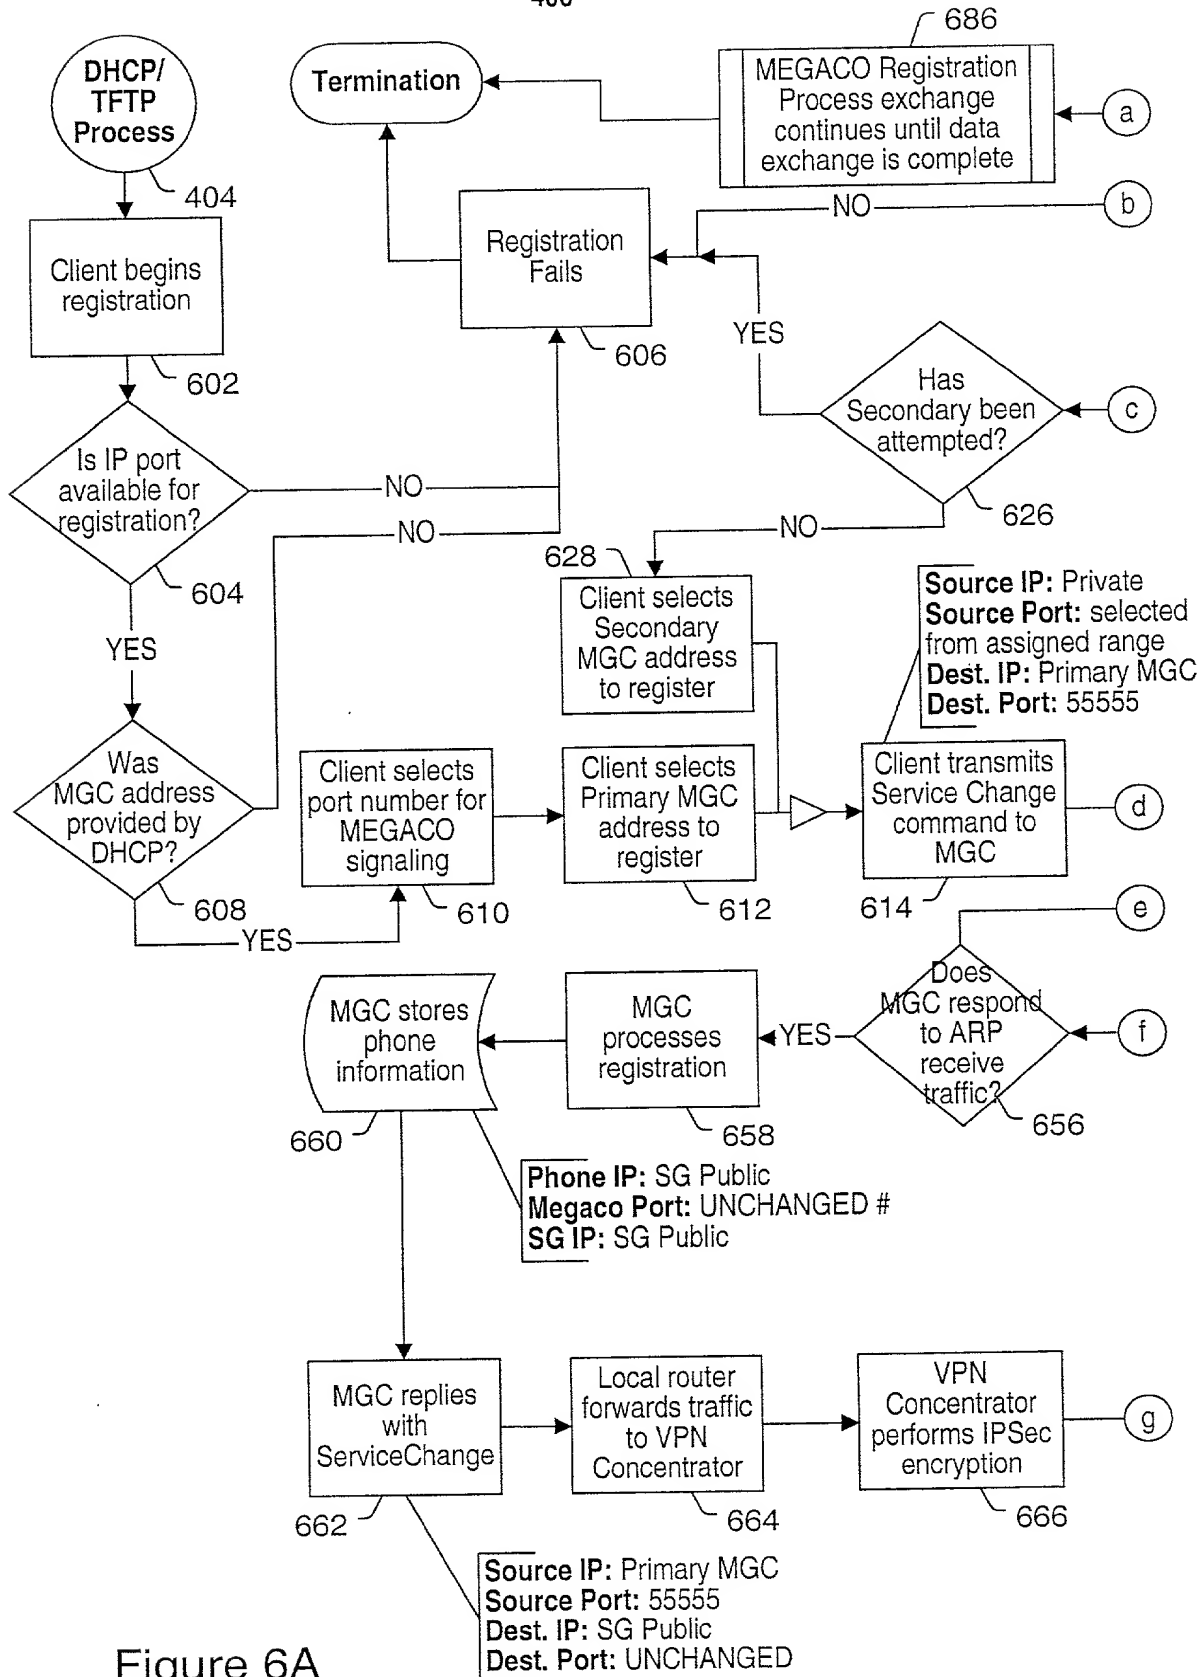 DHCP/
TFTP
Process
404
Termination
686
MEGACO Registration
Process exchange
continues until data
exchange is complete
a
b
NO
Client begins
registration
602
Registration
Fails
606
YES
Has
Secondary been
attempted?
626
c
Is IP port
available for
registration?
604
NO
NO
YES
NO
628
Client selects
Secondary
MGC address
to register
Source IP: Private
Source Port: selected
from assigned range
Dest. IP: Primary MGC
Dest. Port: 55555
Was
MGC address
provided by
DHCP?
608
YES
Client selects
port number for
MEGACO
signaling
610
Client selects
Primary MGC
address to
register
612
Client transmits
Service Change
command to
MGC
614
d
e
Does
MGC respond
to ARP
receive
traffic?
656
f
YES
MGC
processes
registration
658
MGC stores
phone
information
660
Phone IP: SG Public
Megaco Port: UNCHANGED #
SG IP: SG Public
MGC replies
with
ServiceChange
662
Local router
forwards traffic
to VPN
Concentrator
664
VPN
Concentrator
performs IPSec
encryption
666
g
Source IP: Primary MGC
Source Port: 55555
Dest. IP: SG Public
Dest. Port: UNCHANGED
Figure 6A